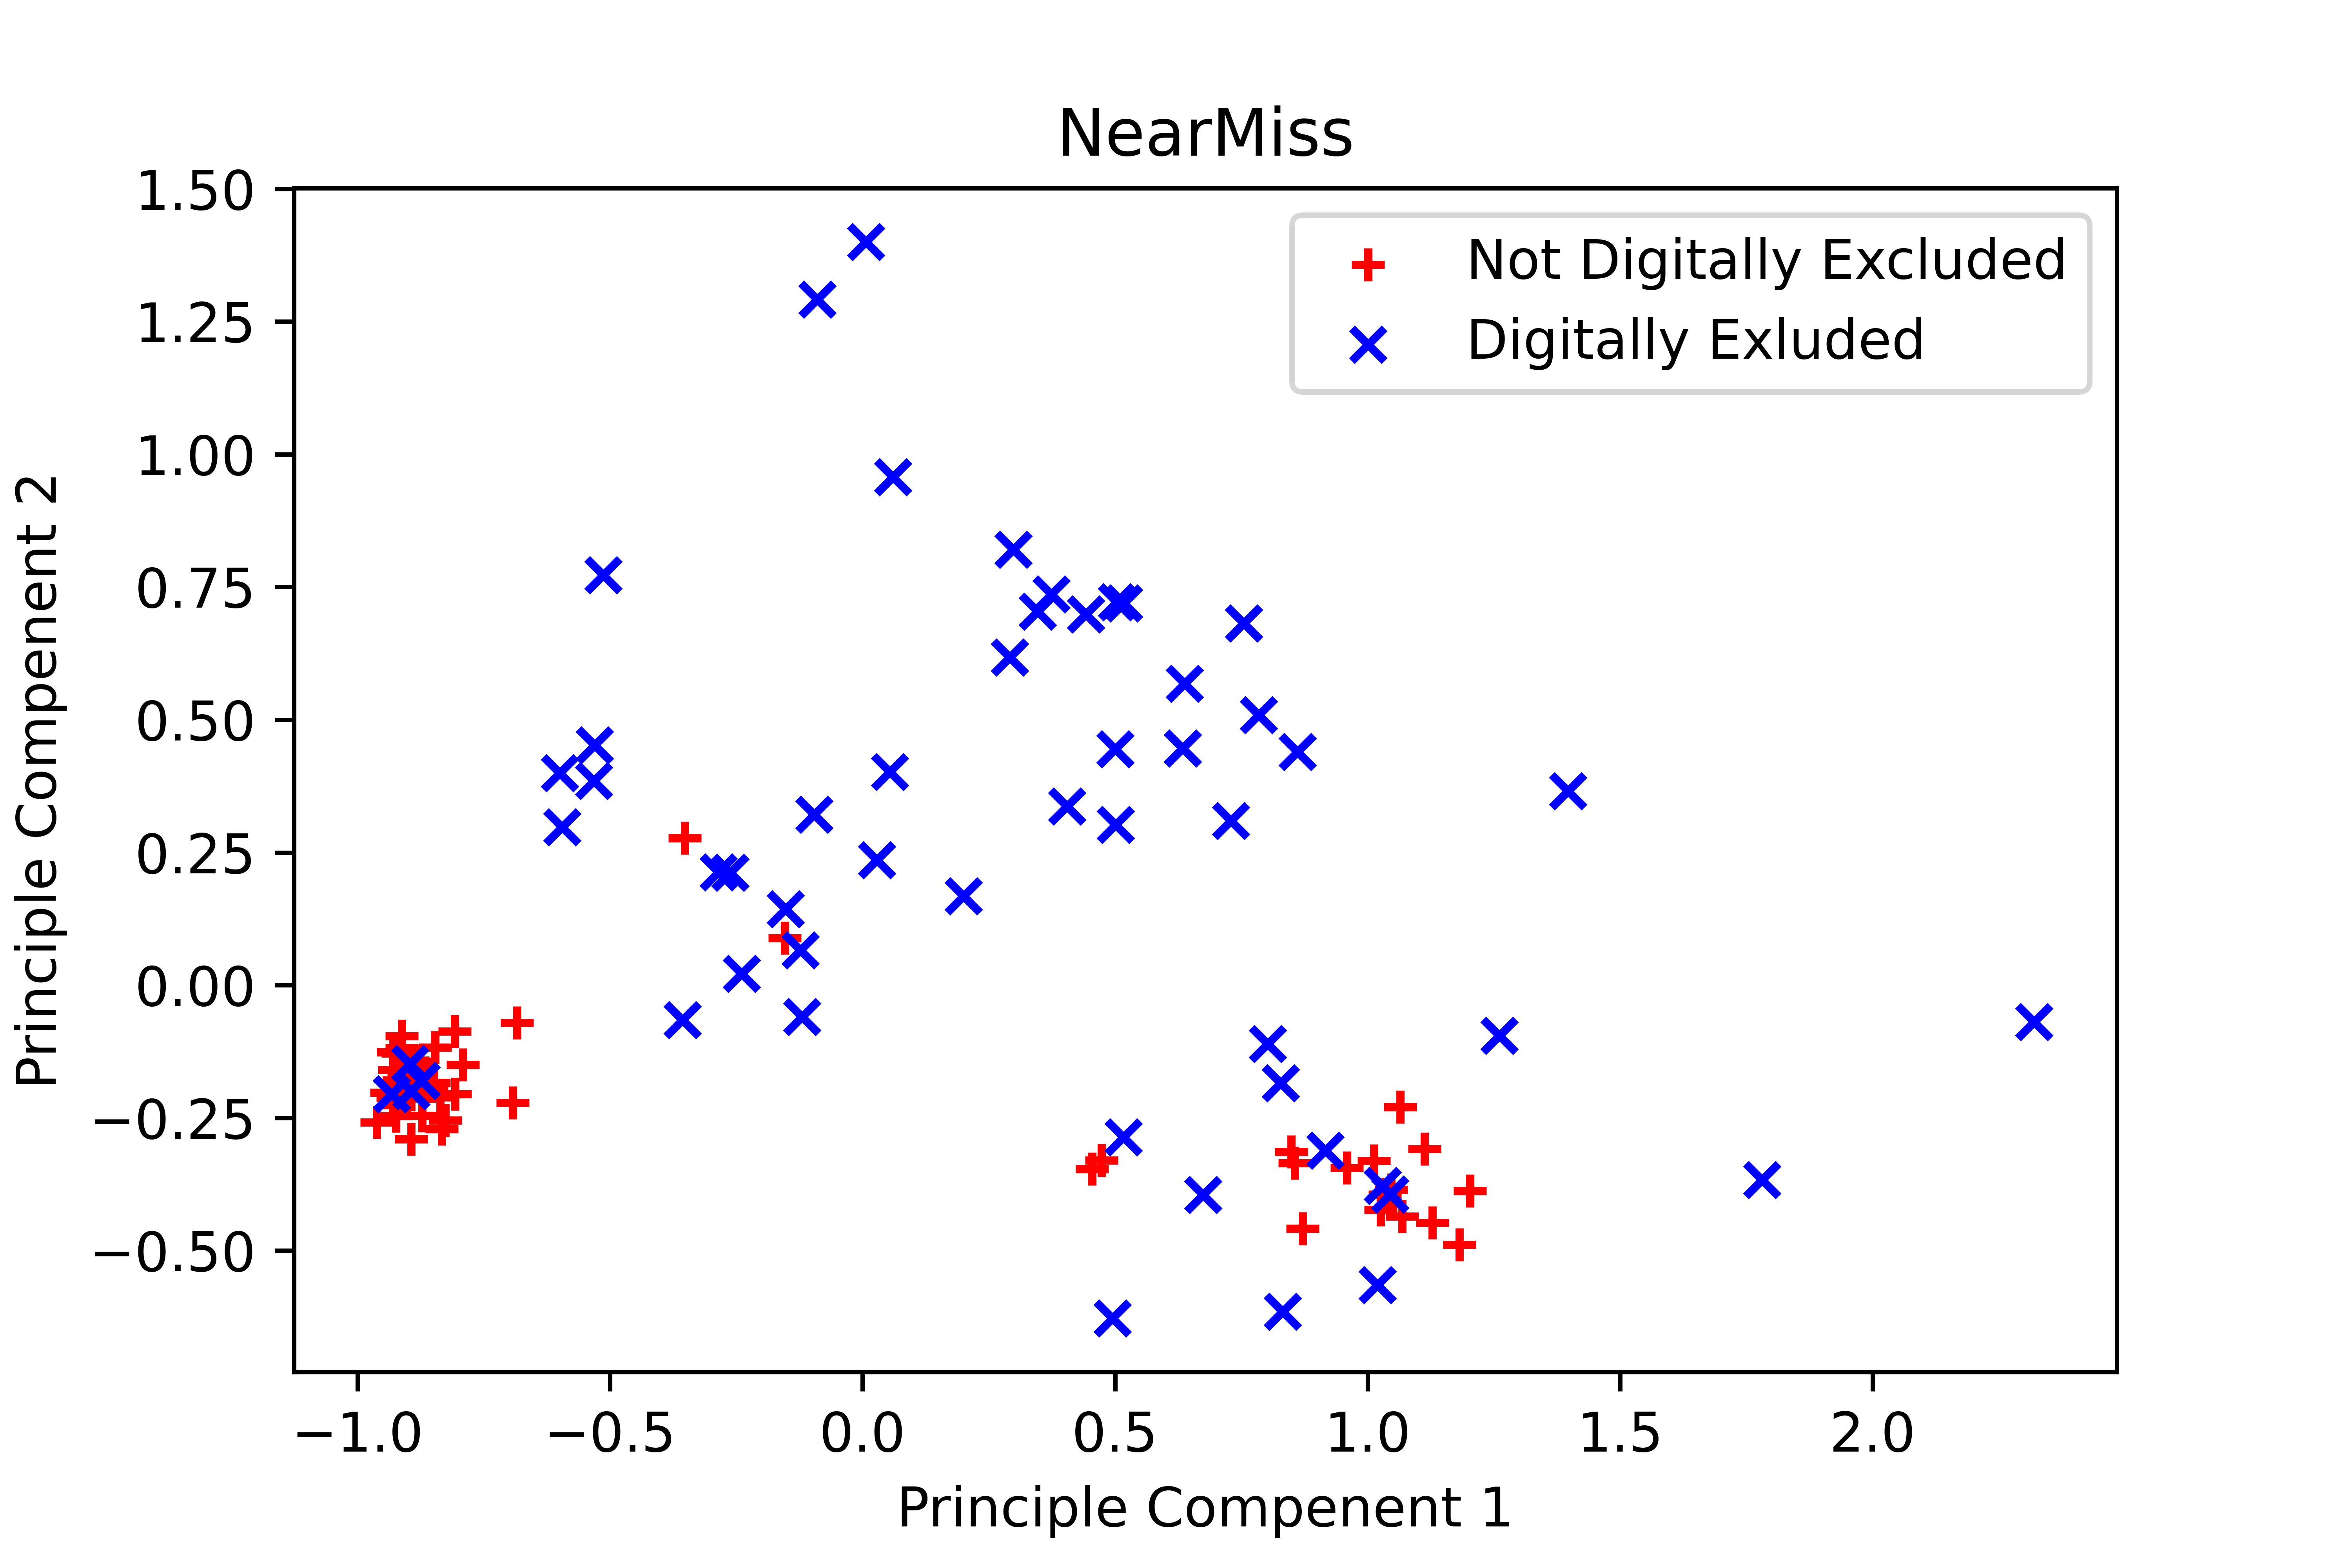 NearMiss
1.50
1.25
1.00
0.75
0.50
0.25
0.00
−0.25
−0.50
Principle Compenent 2
Not Digitally Excluded
Digitally Exluded
−1.0 −0.5 0.0 0.5 1.0 1.5 2.0
Principle Compenent 1